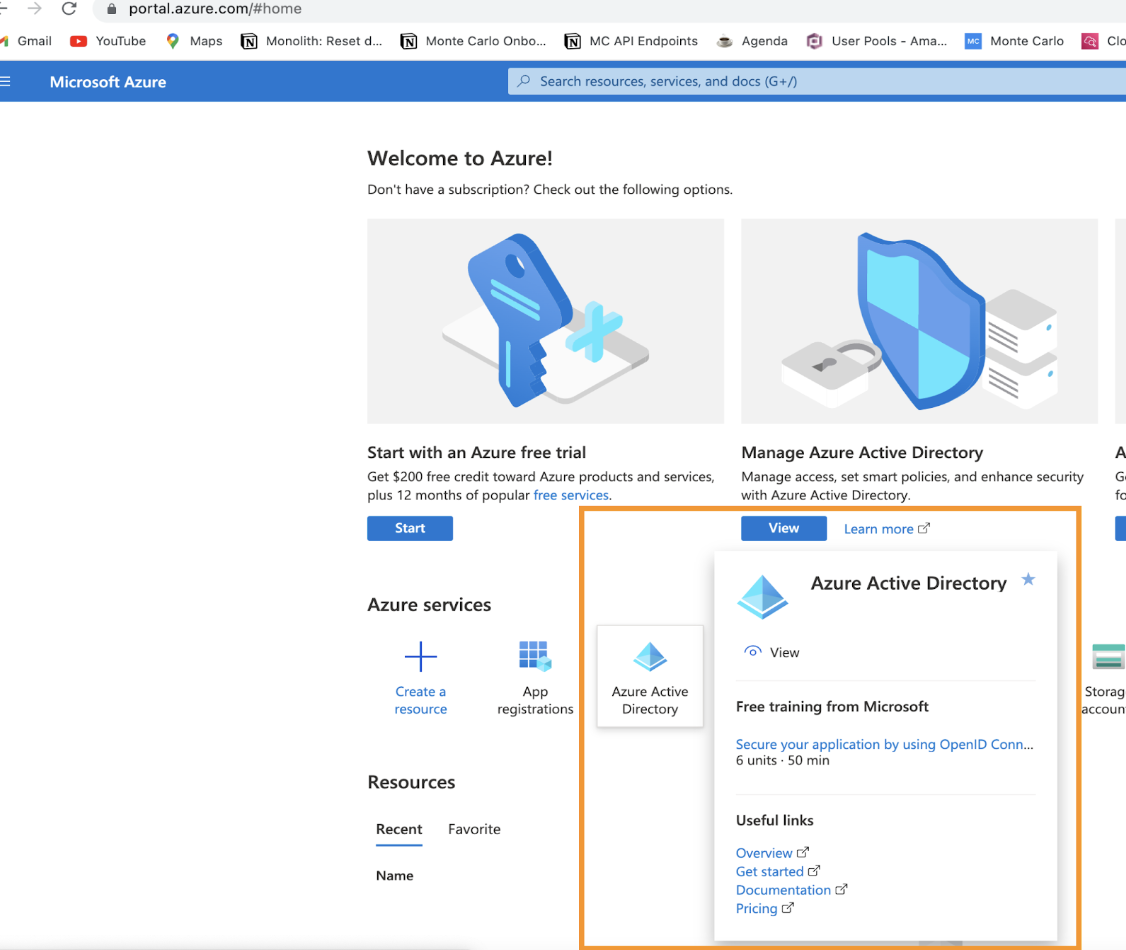 portal.azure.com/#home
Gmail YouTube Maps Monolith: Reset d... Monte Carlo Onbo... MC API Endpoints Agenda User Pools - Ama... MC Monte Carlo Clo
Microsoft Azure
Search resources, services, and docs (G+/)
Welcome to Azure!
Don't have a subscription? Check out the following options.
Start with an Azure free trial
Get $200 free credit toward Azure products and services,
plus 12 months of popular free services.
Start
Manage Azure Active Directory
Manage access, set smart policies, and enhance security
with Azure Active Directory.
View Learn more
Azure services
Create a
resource
App
registrations
Azure Active
Directory
Azure Active Directory
View
Free training from Microsoft
Secure your application by using OpenID Conn...
6 units · 50 min
Useful links
Overview
Get started
Documentation
Pricing
Storag
accoun
Resources
Recent Favorite
Name